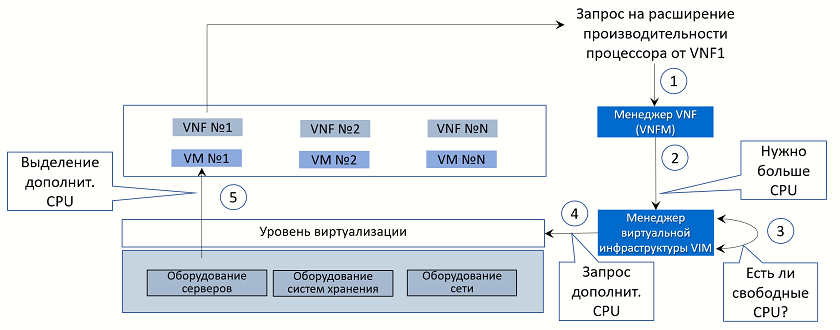 Запрос на расширение
производительности
процессора от VNF1
1
Менеджер VNF
(VNFM)
2
Нужно
больше
CPU
VNF №1
VNF №2
VNF №N
VM №1
VM №2
VM №N
Выделение
дополнит.
CPU
5
4
Менеджер
виртуальной
инфраструктуры VIM
3
Уровень виртуализации
Оборудование
серверов
Оборудование
систем хранения
Оборудование
сети
Запрос
дополнит.
CPU
Есть ли
свободные
CPU?